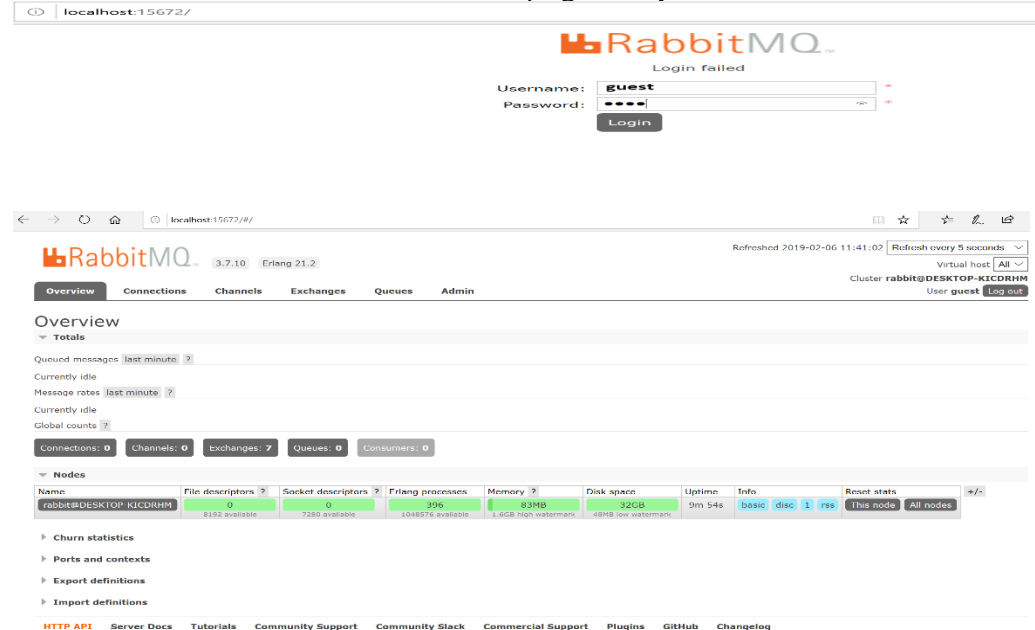 localhost:15672/
RabbitMQ
Login failed
Username: guest *
Password: ●●●● *
Login
localhost:15672/#/
RabbitMQ 3.7.10 Erlang 21.2
Refreshed 2019-02-06 11:41:02 Refresh every 5 seconds
Virtual host All
Cluster rabbit@DESKTOP-KICDRHM
User guest Log out
Overview Connections Channels Exchanges Queues Admin
Overview
Totals
Queued messages last minute ?
Currently idle
Message rates last minute ?
Currently idle
Global counts ?
Connections: 0 Channels: 0 Exchanges: 7 Queues: 0 Consumers: 0
Nodes
Name File descriptors ? Socket descriptors ? Erlang processes Memory ? Disk space Uptime Info Reset stats +/-
rabbit@DESKTOP-KICDRHM 0 0 396 83MB 32GB 9m 54s basic disc 1 rss This node All nodes
8192 available 7280 available 1048576 available 1.6GB high watermark 48MB low watermark
Churn statistics
Ports and contexts
Export definitions
Import definitions
HTTP API Server Docs Tutorials Community Support Community Slack Commercial Support Plugins GitHub Changelog